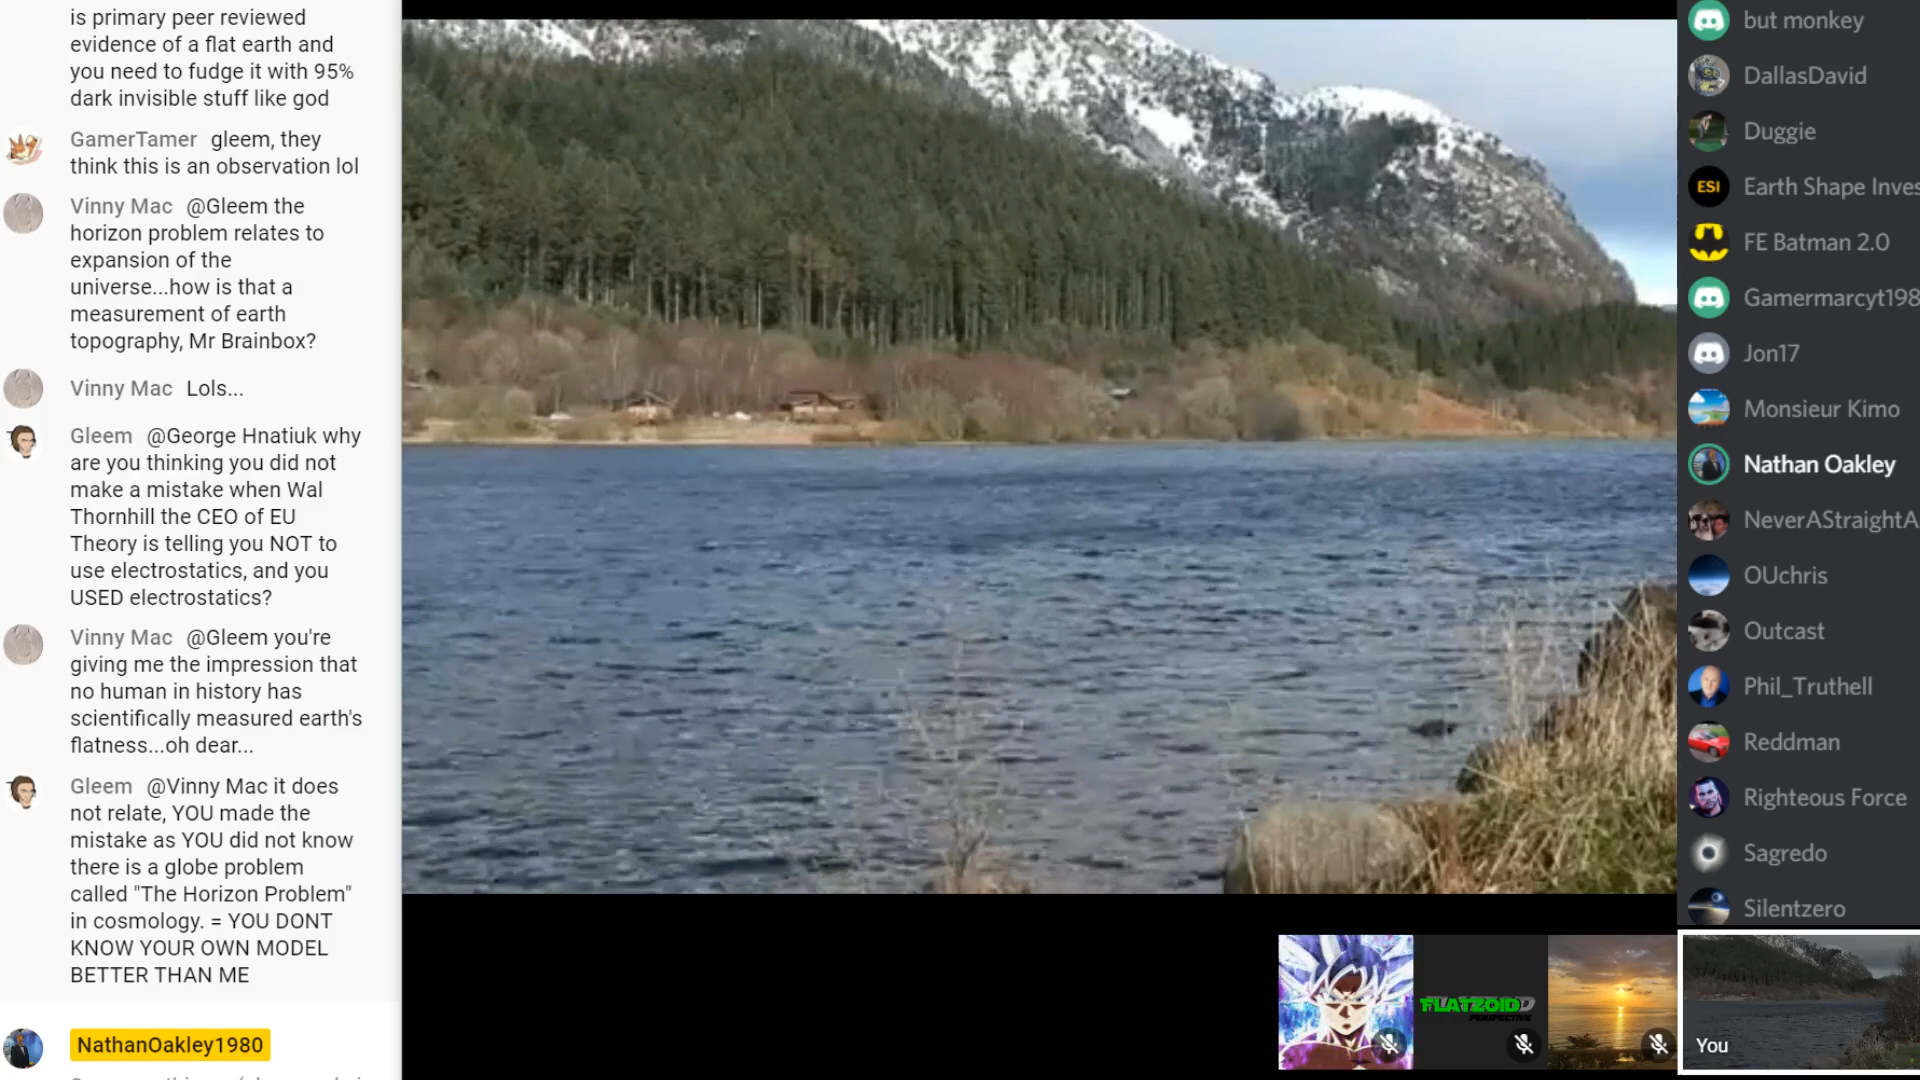 is primary peer reviewed
evidence of a flat earth and
you need to fudge it with 95%
dark invisible stuff like god
GamerTamer gleem, they
think this is an observation lol
Vinny Mac @Gleem the
horizon problem relates to
expansion of the
universe...how is that a
measurement of earth
topography, Mr Brainbox?
Vinny Mac Lols...
Gleem @George Hnatiuk why
are you thinking you did not
make a mistake when Wal
Thornhill the CEO of EU
Theory is telling you NOT to
use electrostatics, and you
USED electrostatics?
Vinny Mac @Gleem you're
giving me the impression that
no human in history has
scientifically measured earth's
flatness...oh dear...
Gleem @Vinny Mac it does
not relate, YOU made the
mistake as YOU did not know
there is a globe problem
called "The Horizon Problem"
in cosmology. = YOU DONT
KNOW YOUR OWN MODEL
BETTER THAN ME
NathanOakley1980
but monkey
DallasDavid
Duggie
ESI
Earth Shape Inves
FE Batman 2.0
Gamermarcyt198
Jon17
Monsieur Kimo
Nathan Oakley
NeverAStraightA
OUchris
Outcast
Phil_Truthell
Reddman
Righteous Force
Sagredo
Silentzero
FLATZOID
PERSPECTIVE
You